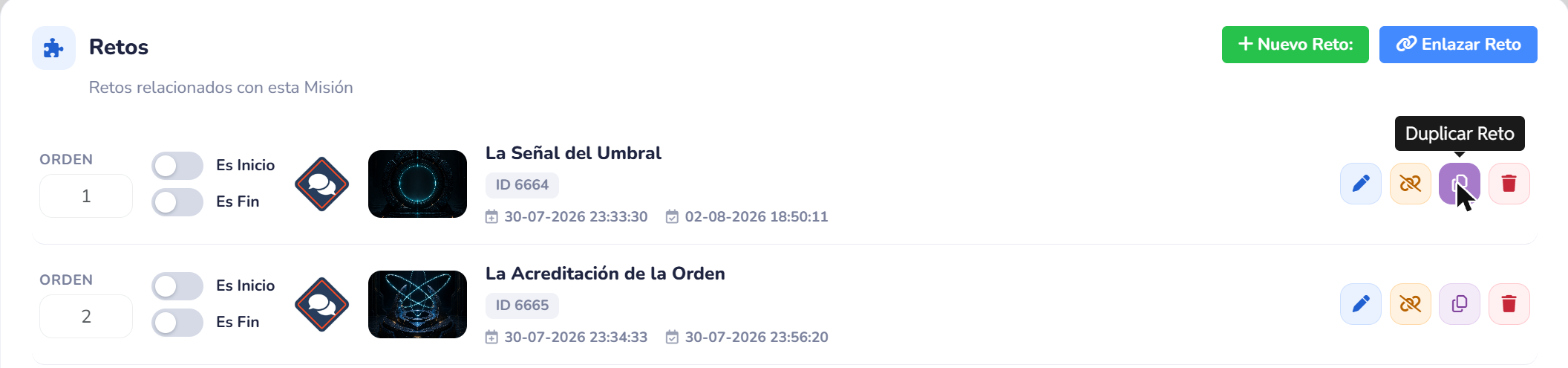 Retos
+ Nuevo Reto:
Enlazar Reto
Retos relacionados con esta Misión
Duplicar Reto
ORDEN
1
Es Inicio
Es Fin
La Señal del Umbral
ID 6664
30-07-2026 23:33:30 02-08-2026 18:50:11
ORDEN
2
Es Inicio
Es Fin
La Acreditación de la Orden
ID 6665
30-07-2026 23:34:33 30-07-2026 23:56:20